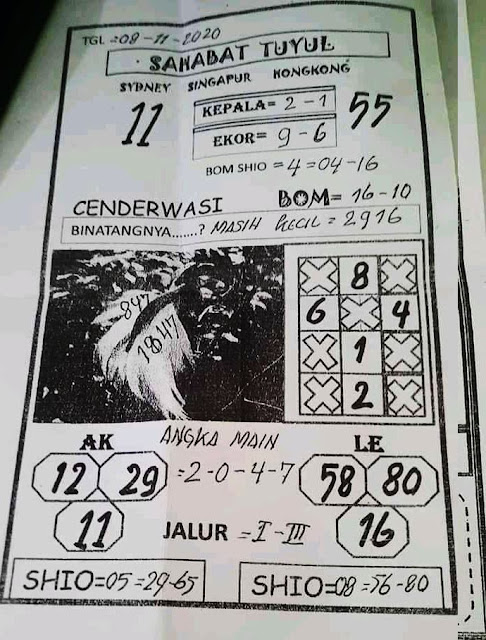 TGL = 08-11-2020
SAHABAT TUYUL
SYDNEY SINGAPUR HONGKONG
11 KEPALA= 2-1 55
EKOR= 9-6
BOM SHIO = 4 = 04-16
CENDERWASI BOM= 16-10
BINATANGNYA.......? MASIH KECIL = 2916
847
1847
X 8 X
6 X 4
X 1 X
X 2 X
AK ANGKA MAIN LE
12 29 =2-0-4-7 58 80
11 JALUR = I - III 16
SHIO=05=29-65 SHIO=08=56-80